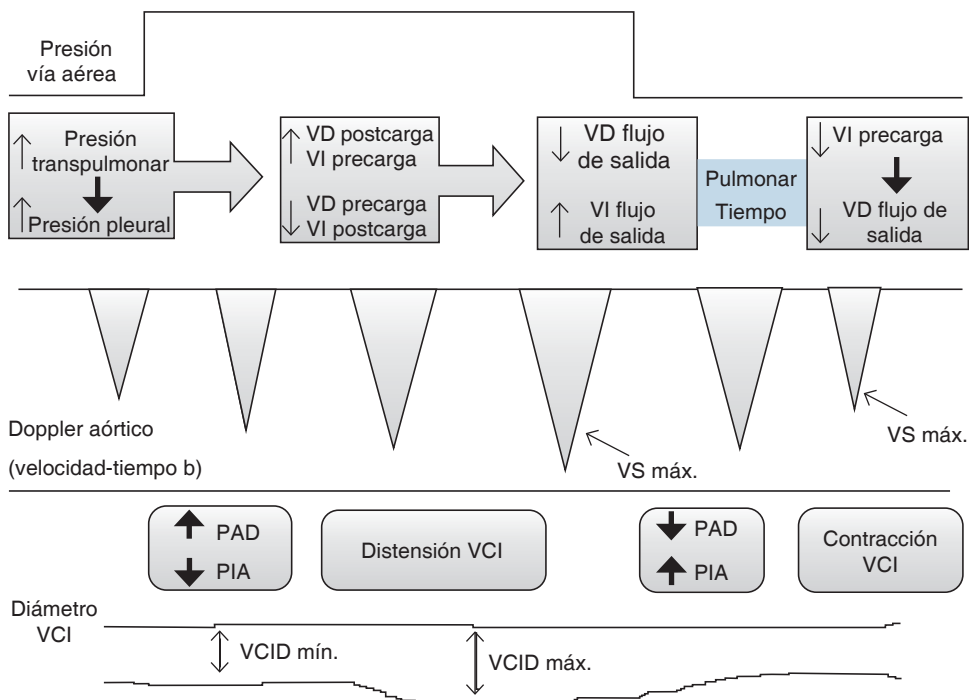 Presión
vía aérea
Presión
transpulmonar
Presión pleural
VD postcarga
VI precarga
VD precarga
VI postcarga
VD flujo
de salida
VI flujo
de salida
Pulmonar
Tiempo
VI precarga
VD flujo de
salida
Doppler aórtico
(velocidad-tiempo b)
VS máx.
VS máx.
PAD
PIA
Distensión VCI
PAD
PIA
Contracción
VCI
Diámetro
VCI
VCID mín.
VCID máx.